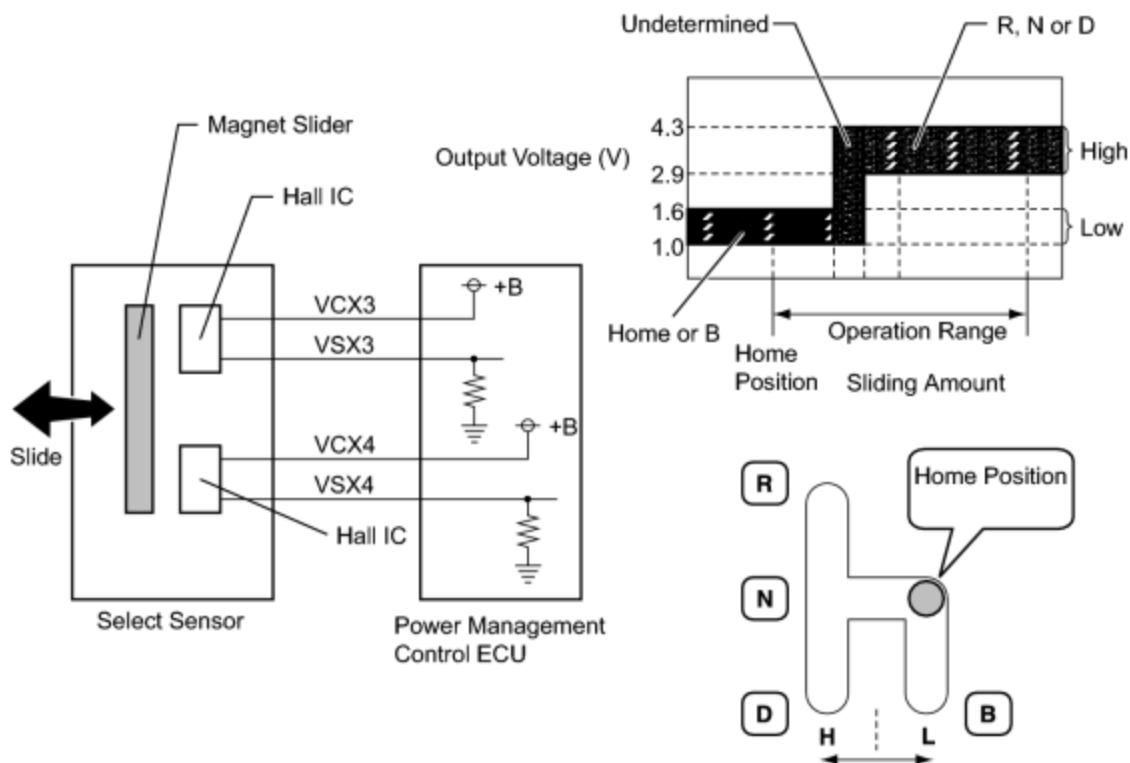 Undetermined
R, N or D
Magnet Slider
Output Voltage (V)
4.3
High
Hall IC
2.9
1.6
Low
1.0
VCX3
+B
Home or B
Operation Range
VSX3
Home
Position
Sliding Amount
Slide
VCX4
+B
VSX4
Hall IC
Select Sensor
Power Management
Control ECU
Home Position
R
N
D
B
H
L